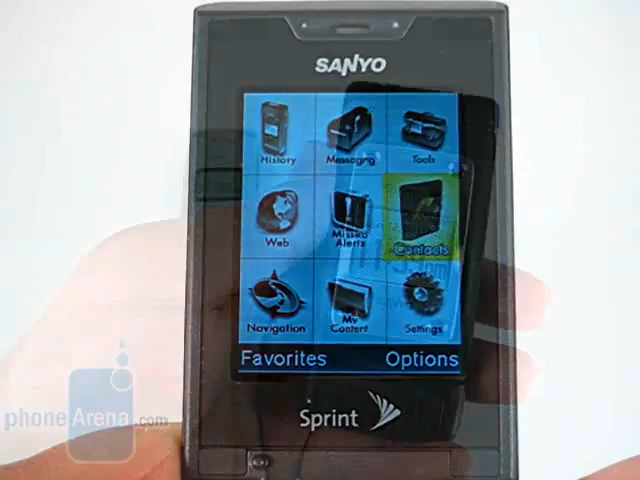 SANYO
History Messaging Tools
Web Missed Alerts Contacts
Navigation My Content Settings
Favorites Options
Sprint
phoneArena.com